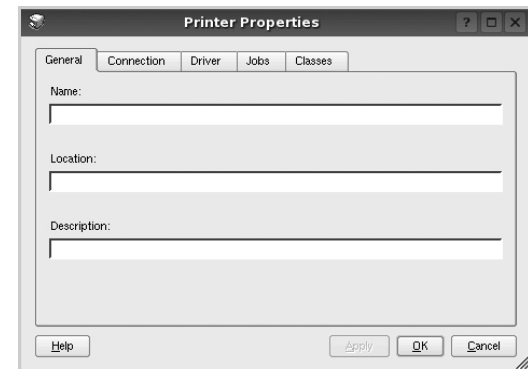 Printer Properties
General Connection Driver Jobs Classes
Name:
Location:
Description:
Help Apply OK Cancel